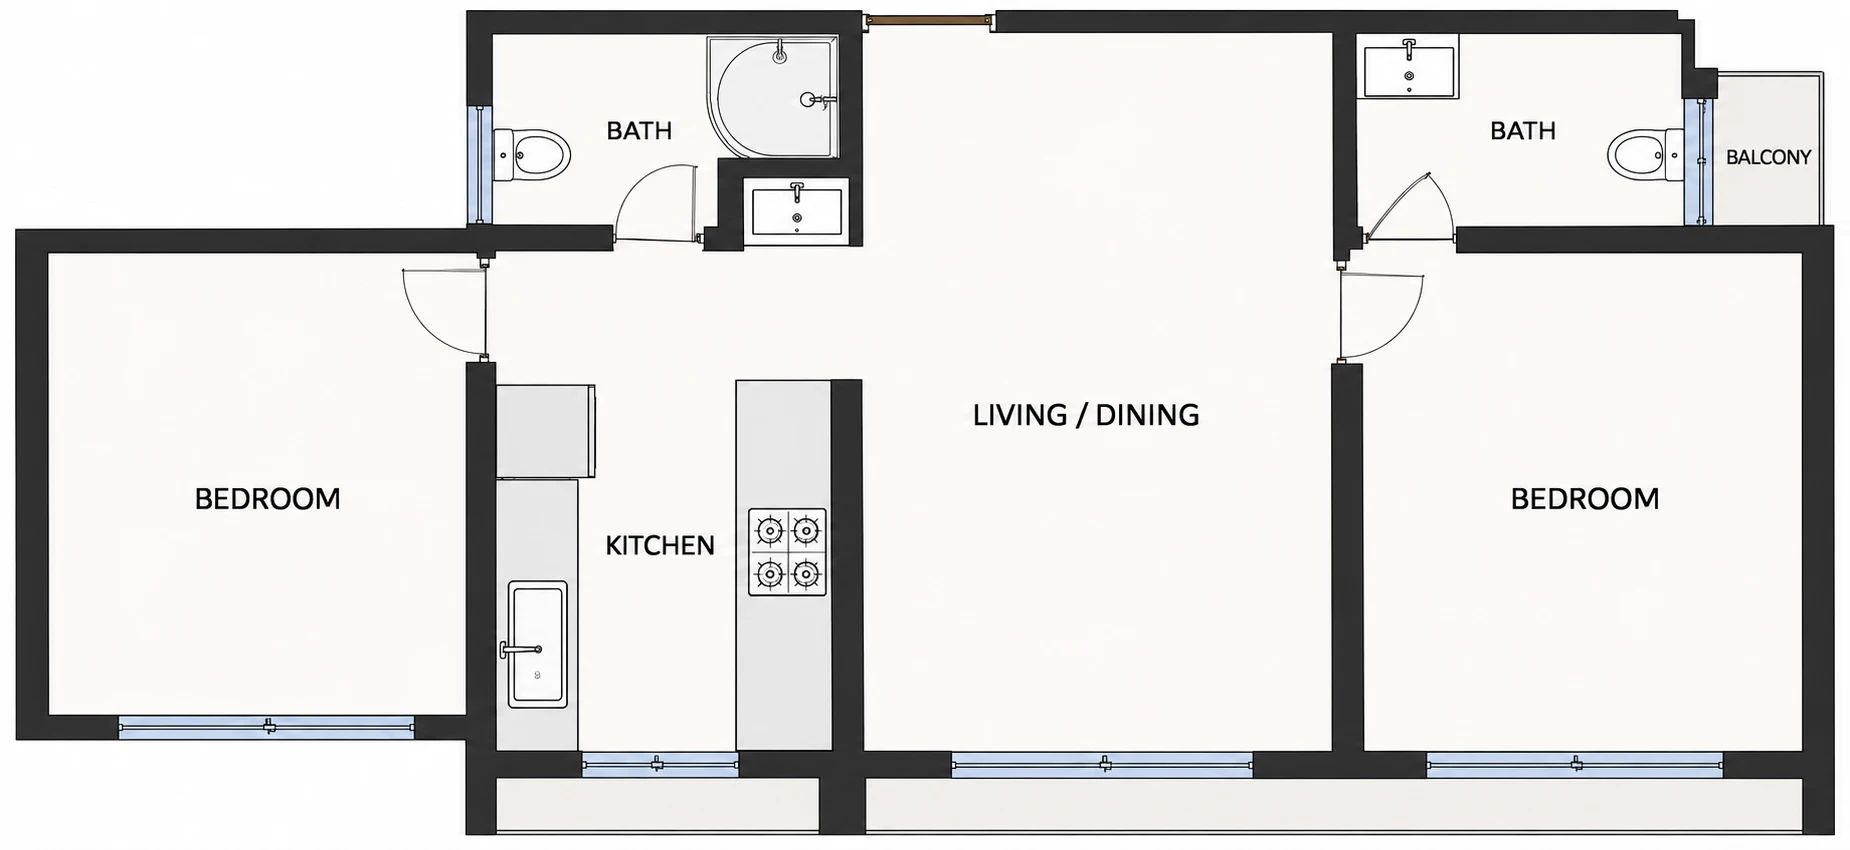 BATH
BATH
BALCONY
LIVING / DINING
BEDROOM
BEDROOM
KITCHEN